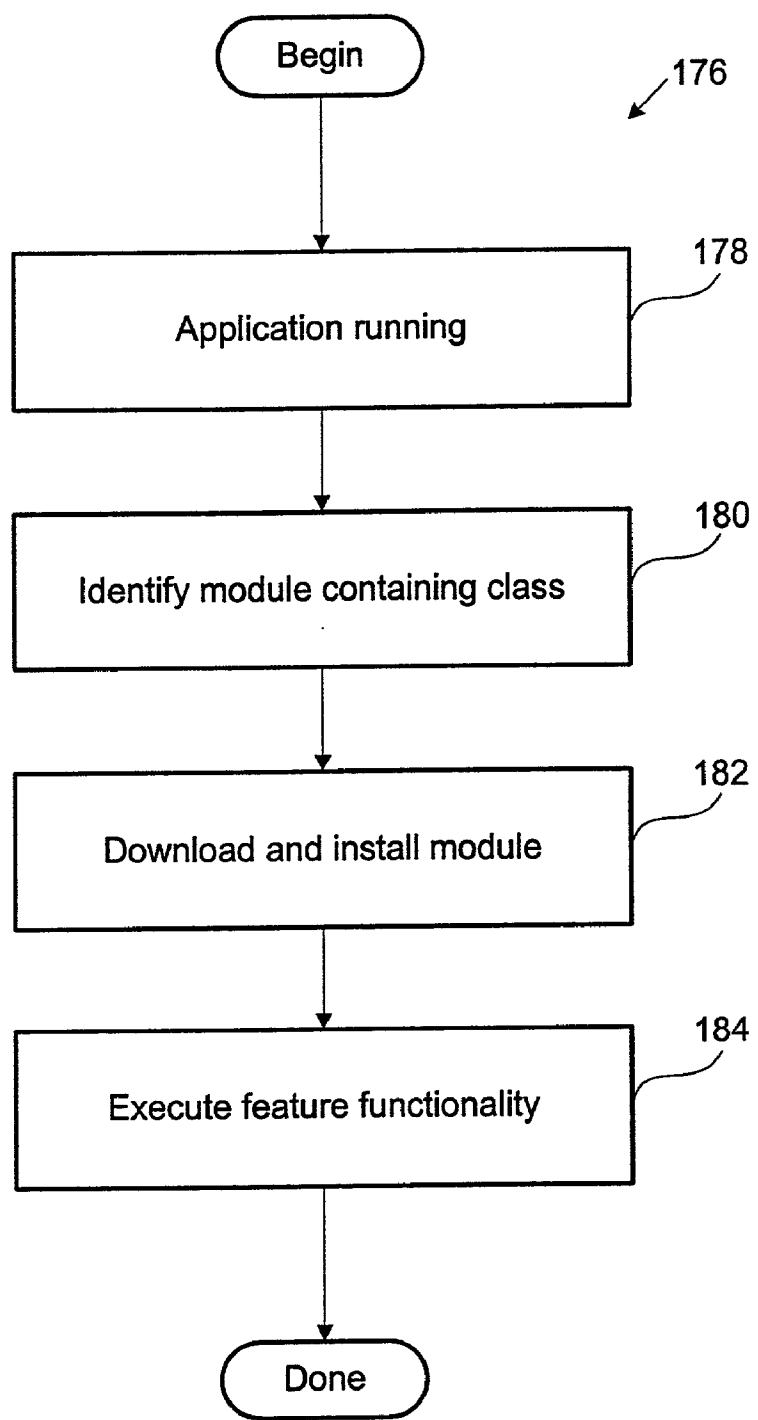 Begin
176
178
Application running
180
Identify module containing class
182
Download and install module
184
Execute feature functionality
Done